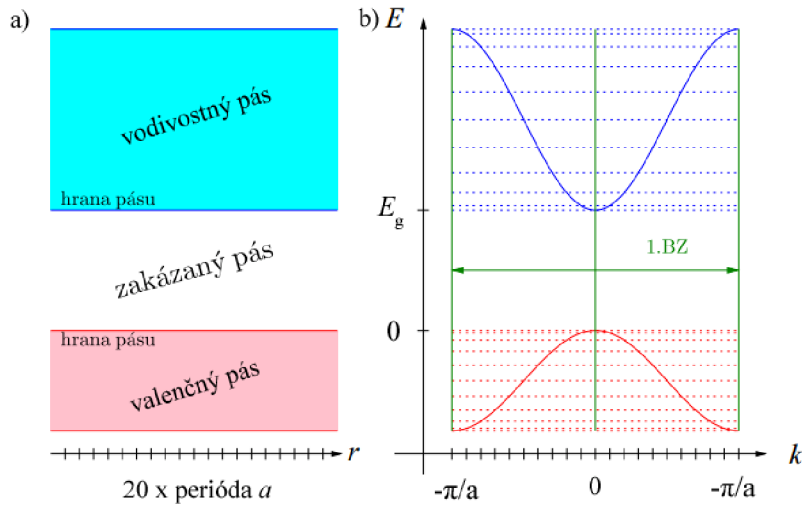 a)
vodivostný pás
hrana pásu
zakázaný pás
hrana pásu
valenčný pás
r
20 x perióda a
b) E
E_g
1.BZ
0
k
-π/a 0 -π/a